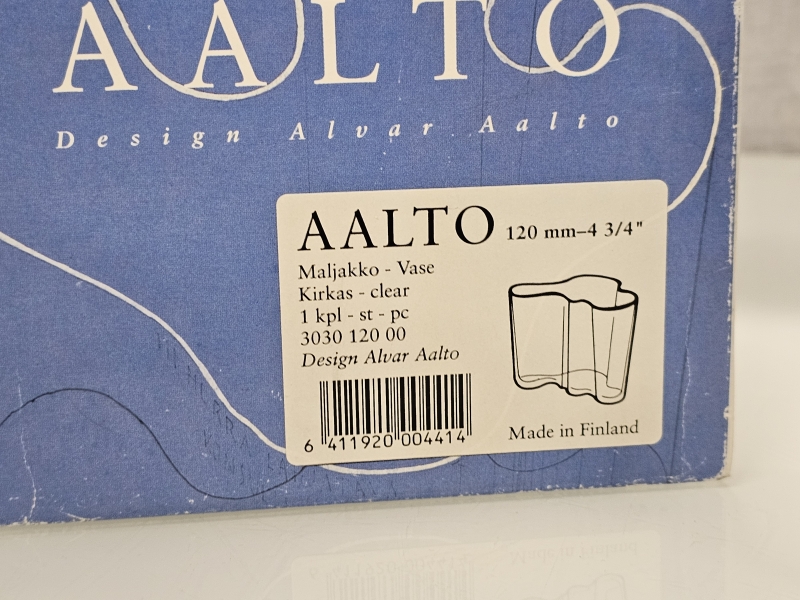 AALTO
Design Alvar Aalto
AALTO 120 mm–4 3/4"
Maljakko - Vase
Kirkas - clear
1 kpl - st - pc
3030 120 00
Design Alvar Aalto
6 411920 004414
Made in Finland